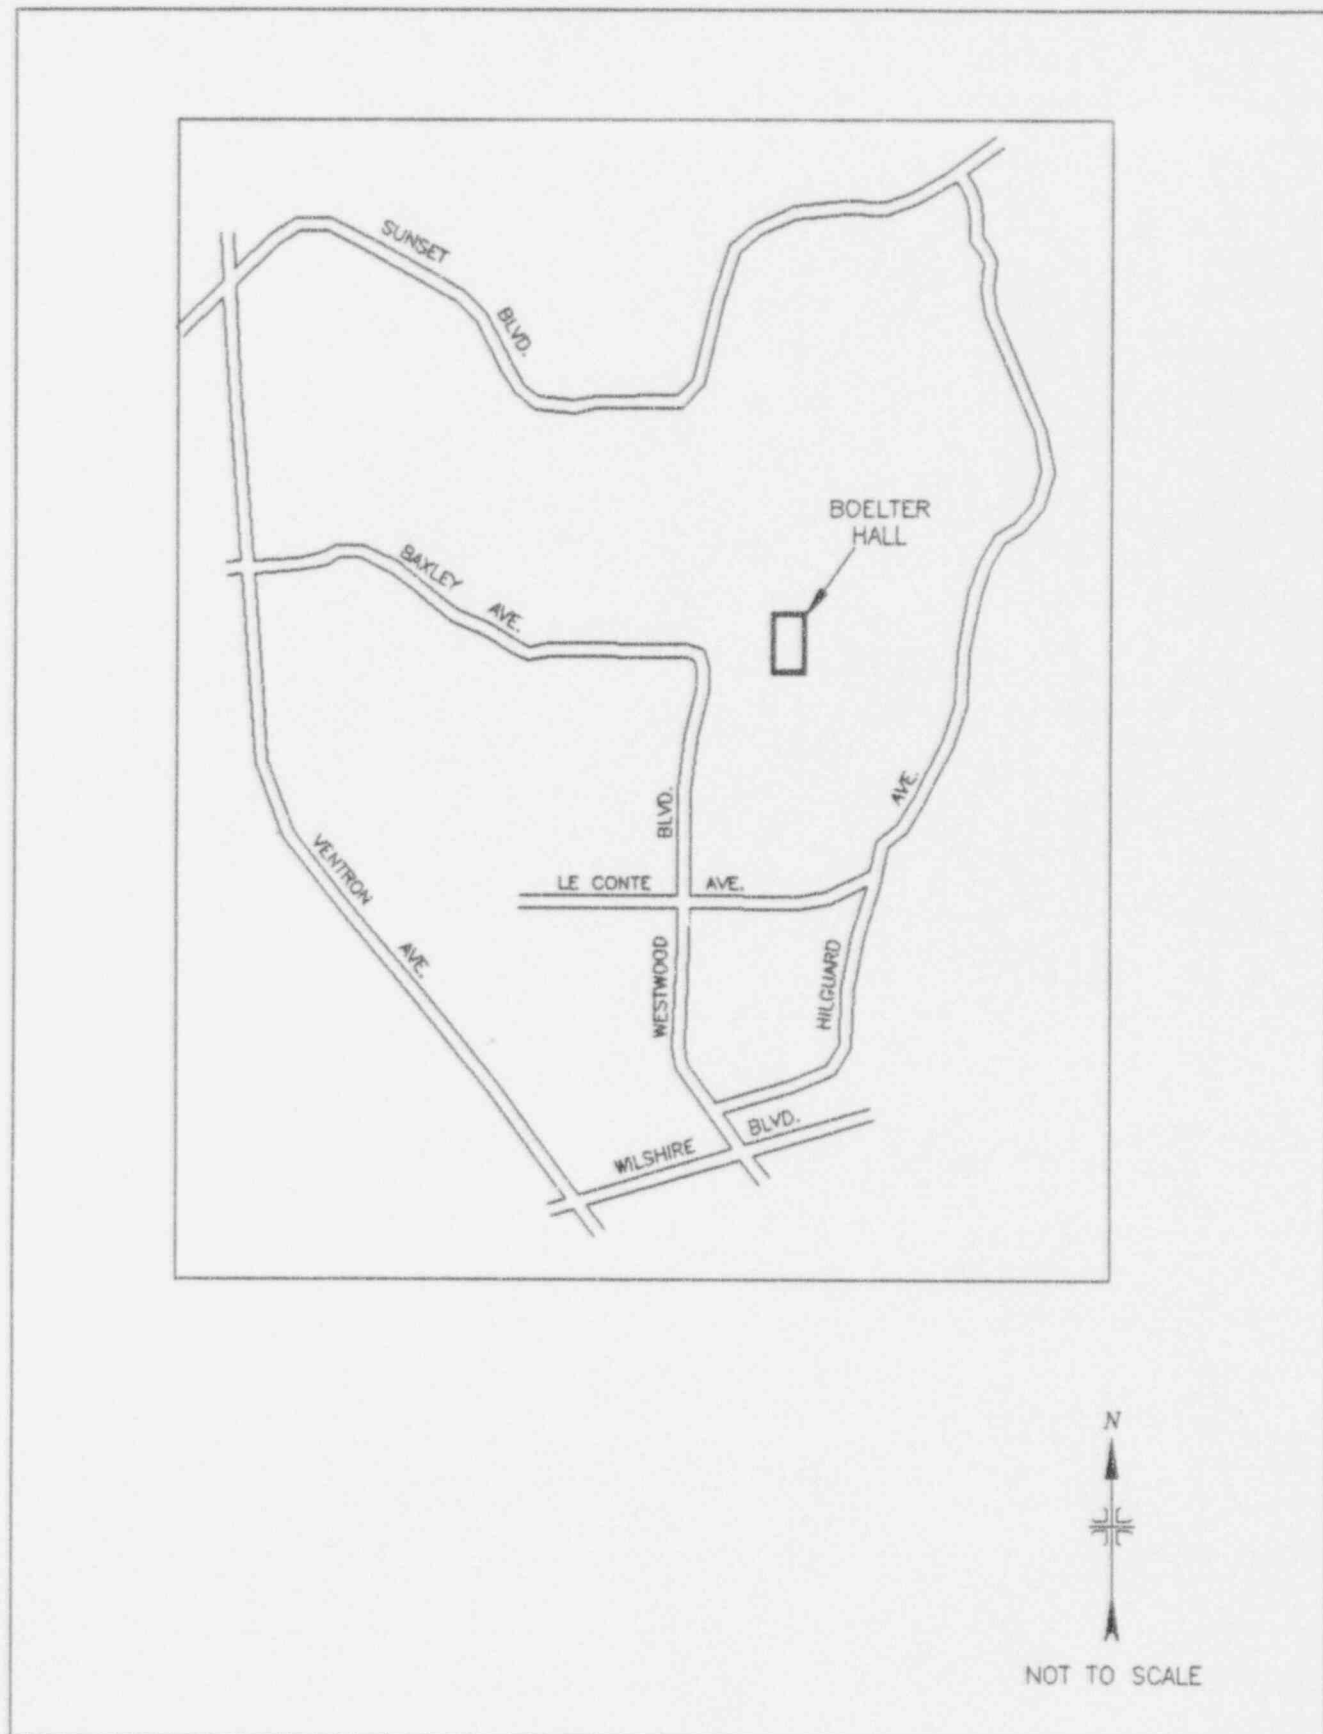 SUNSET
BLVD.
BOELTER
HALL
BAXLEY
AVE.
BLVD.
AVE.
VENTRON
AVE.
LE CONTE
AVE.
WESTWOOD
HILGUARD
WILSHIRE
BLVD.
N
NOT TO SCALE